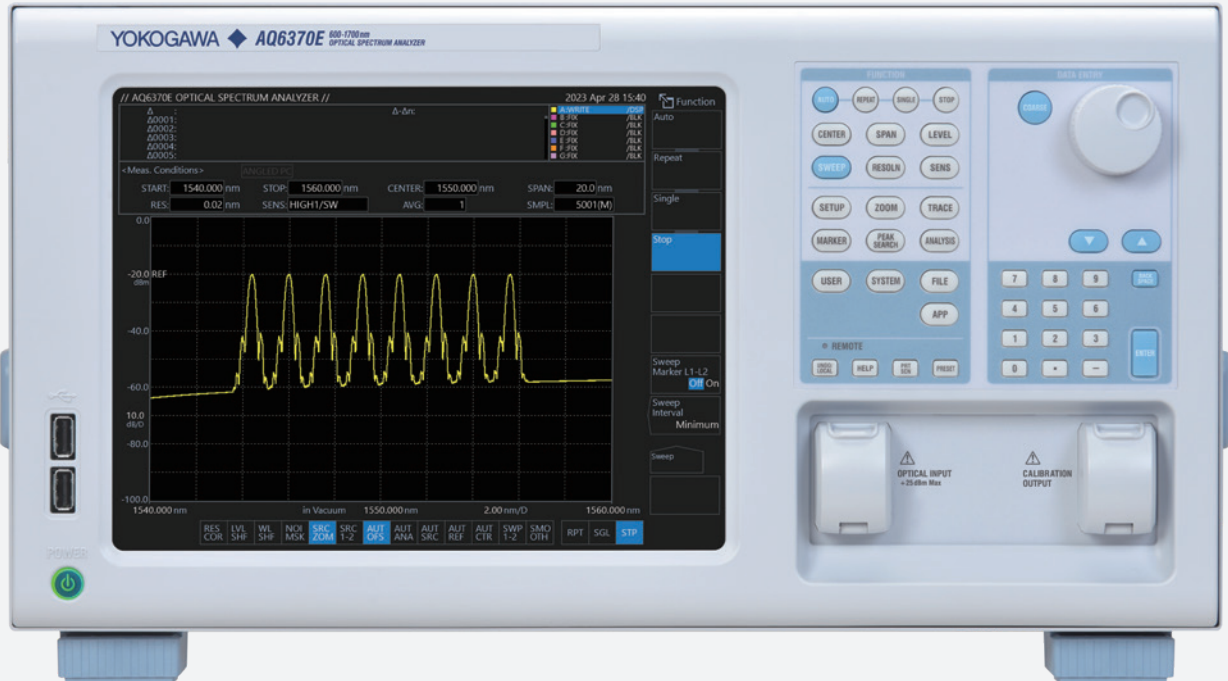 YOKOGAWA ◆ AQ6370E 600-1700nm
OPTICAL SPECTRUM ANALYZER
// AQ6370E OPTICAL SPECTRUM ANALYZER // 2023 Apr 28 15:40
Δ :
Δ0001:
Δ0002:
Δ0003:
Δ0004:
Δ0005:
Δ-Δn:
A:WRITE /DSP
B:FIX /BLK
C:FIX /BLK
D:FIX /BLK
E:FIX /BLK
F:FIX /BLK
G:FIX /BLK
<Meas. Conditions> ANGLED PC
START: 1540.000 nm STOP: 1560.000 nm CENTER: 1550.000 nm SPAN: 20.0 nm
RES: 0.02 nm SENS: HIGH1/SW AVG: 1 SMPL: 5001(M)
0.0
-20.0 REF
dBm
-40.0
-60.0
10.0
dB/D
-80.0
-100.0
1540.000 nm in Vacuum 1550.000 nm 2.00 nm/D 1560.000 nm
RES COR
LVL SHF
WL SHF
NOI MSK
SRC ZOM
SRC 1-2
AUT OFS
AUT ANA
AUT SRC
AUT REF
AUT CTR
SWP 1-2
SMO OTH
RPT
SGL
STP
Function
Auto
Repeat
Single
Stop
Sweep
Marker L1-L2
Off On
Sweep
Interval
Minimum
Sweep
POWER
FUNCTION
AUTO REPEAT SINGLE STOP
CENTER SPAN LEVEL
SWEEP RESOLN SENS
SETUP ZOOM TRACE
MARKER PEAK SEARCH ANALYSIS
USER SYSTEM FILE
APP
REMOTE
UNDO/LOCAL HELP PRT SCN PRESET
DATA ENTRY
COARSE
7 8 9 BACK SPACE
4 5 6
1 2 3 ENTER
0 • −
OPTICAL INPUT
+25dBm Max
CALIBRATION
OUTPUT